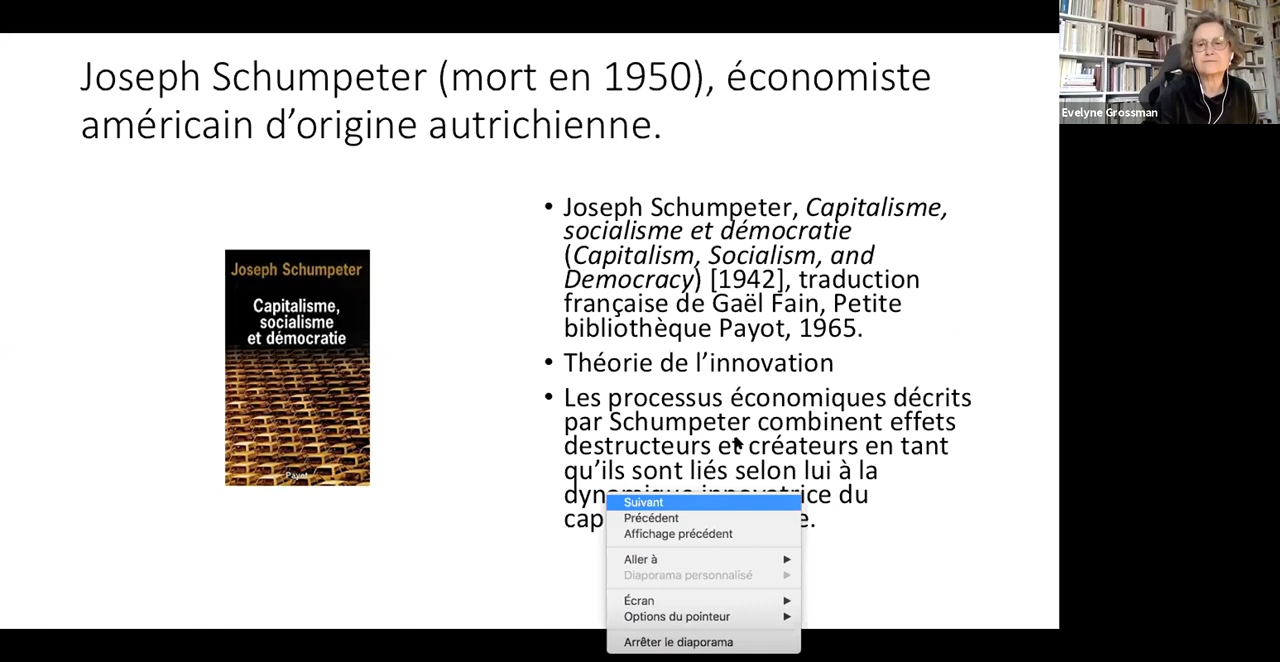 Joseph Schumpeter (mort en 1950), économiste
américain d’origine autrichienne.
Evelyne Grossman
Joseph Schumpeter
Capitalisme,
socialisme
et démocratie
Payot
• Joseph Schumpeter, Capitalisme,
socialisme et démocratie
(Capitalism, Socialism, and
Democracy) [1942], traduction
française de Gaël Fain, Petite
bibliothèque Payot, 1965.
• Théorie de l’innovation
• Les processus économiques décrits
par Schumpeter combinent effets
destructeurs et créateurs en tant
qu’ils sont liés selon lui à la
dynamique innovatrice du
cap
e.
Suivant
Précédent
Affichage précédent
Aller à
Diaporama personnalisé
Écran
Options du pointeur
Arrêter le diaporama